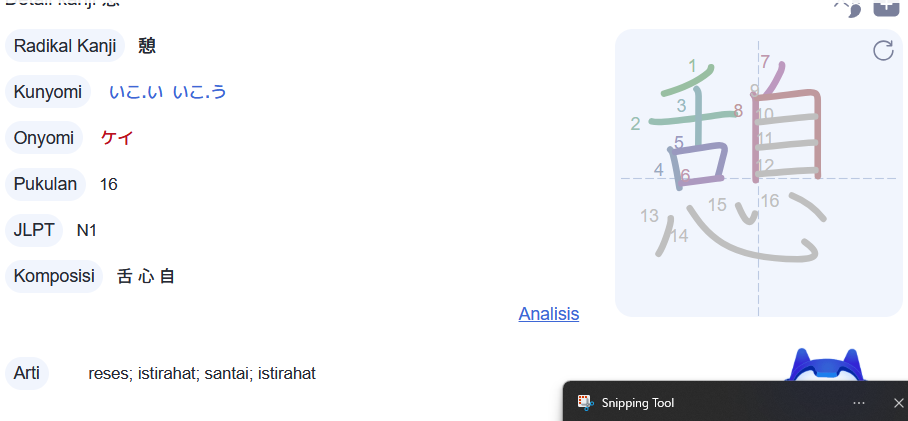 Detail kanji 憩
Radikal Kanji 憩
Kunyomi いこ.い いこ.う
Onyomi ケイ
Pukulan 16
JLPT N1
Komposisi 舌 心 自
Analisis
Arti reses; istirahat; santai; istirahat
1
7
9
3
8
10
2
11
5
12
4
6
15
16
13
14
Snipping Tool